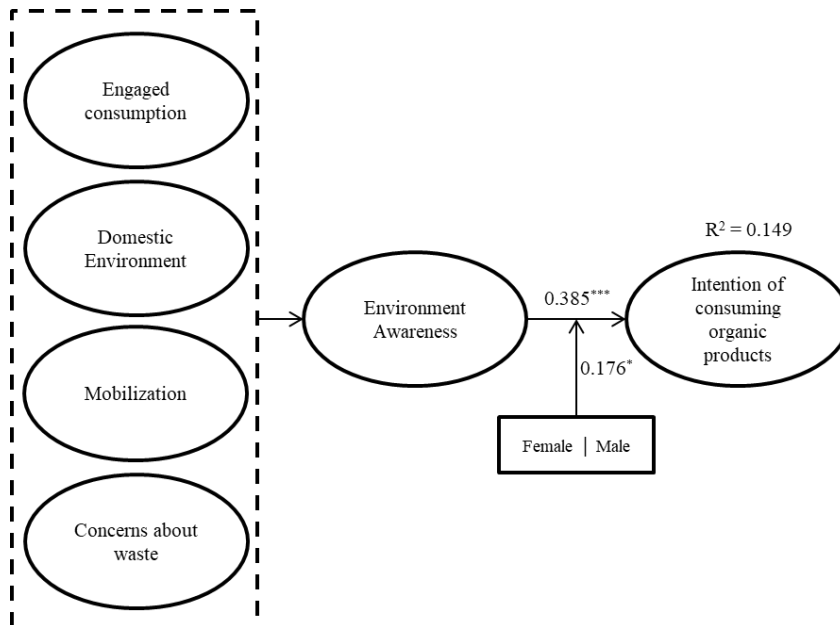 Engaged
consumption
Domestic
Environment
Mobilization
Concerns about
waste
Environment
Awareness
0.385***
0.176*
Female | Male
R² = 0.149
Intention of
consuming
organic
products